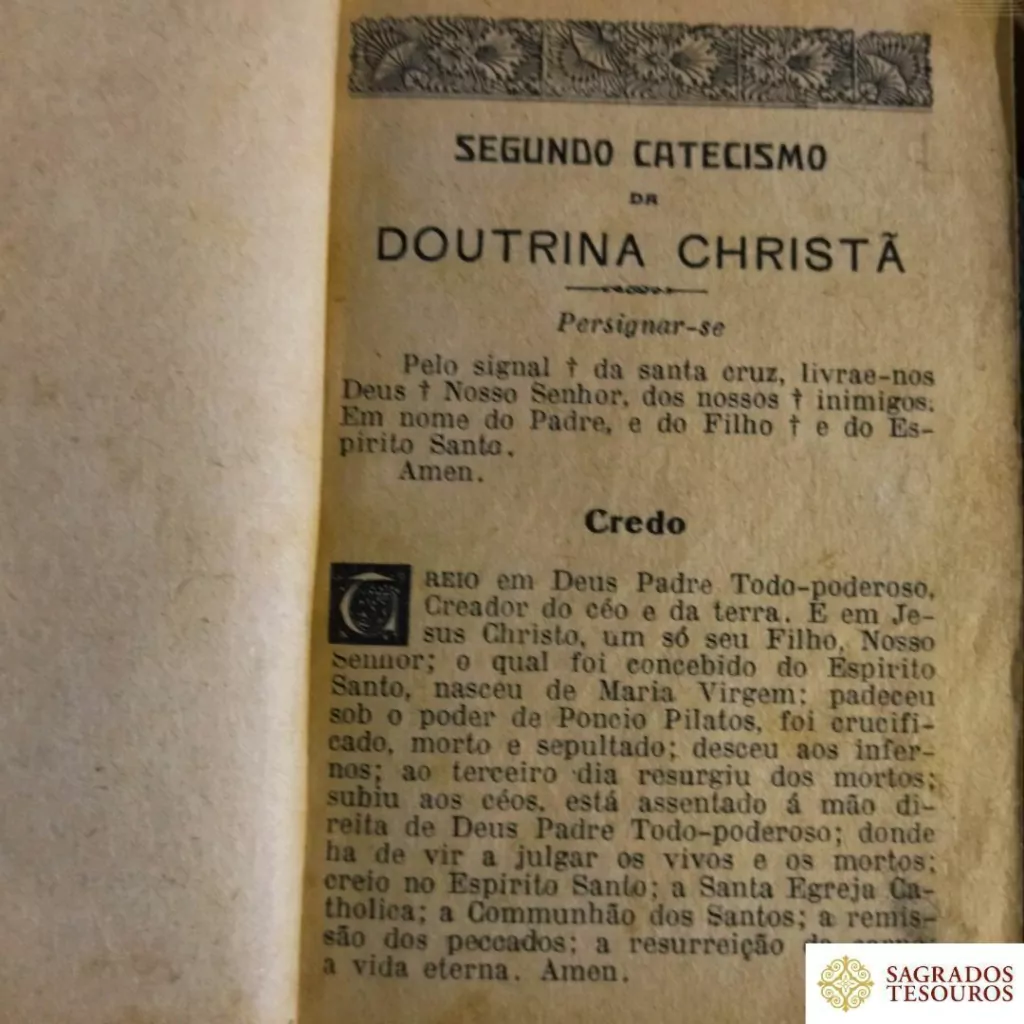 SEGUNDO CATECISMO
DA
DOUTRINA CHRISTÃ
Persignar-se
Pelo signal † da santa cruz, livrae-nos
Deus † Nosso Senhor, dos nossos † inimigos.
Em nome do Padre, e do Filho † e do Es-
pirito Santo.
Amen.
Credo
CREIO em Deus Padre Todo-poderoso,
Creador do céo e da terra. E em Je-
sus Christo, um só seu Filho, Nosso
Senhor; o qual foi concebido do Espirito
Santo, nasceu de Maria Virgem; padeceu
sob o poder de Poncio Pilatos, foi crucifi-
cado, morto e sepultado; desceu aos infer-
nos; ao terceiro dia resurgiu dos mortos;
subiu aos céos, está assentado á mão di-
reita de Deus Padre Todo-poderoso; donde
ha de vir a julgar os vivos e os mortos;
creio no Espirito Santo; a Santa Egreja Ca-
tholica; a Communhão dos Santos; a remis-
são dos peccados; a resurreição
a vida eterna. Amen.
SAGRADOS
TESOUROS